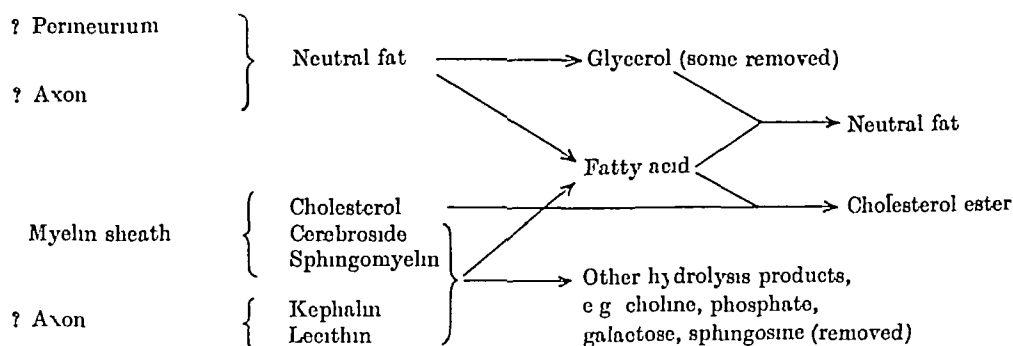 ? Perineurium
Neutral fat
Glycerol (some removed)
? Axon
Neutral fat
Fatty acid
Cholesterol
Cholesterol ester
Myelin sheath
Cerebroside
Sphingomyelin
Other hydrolysis products,
Kephalin
e g choline, phosphate,
? Axon
Lecithin
galactose, sphingosine (removed)